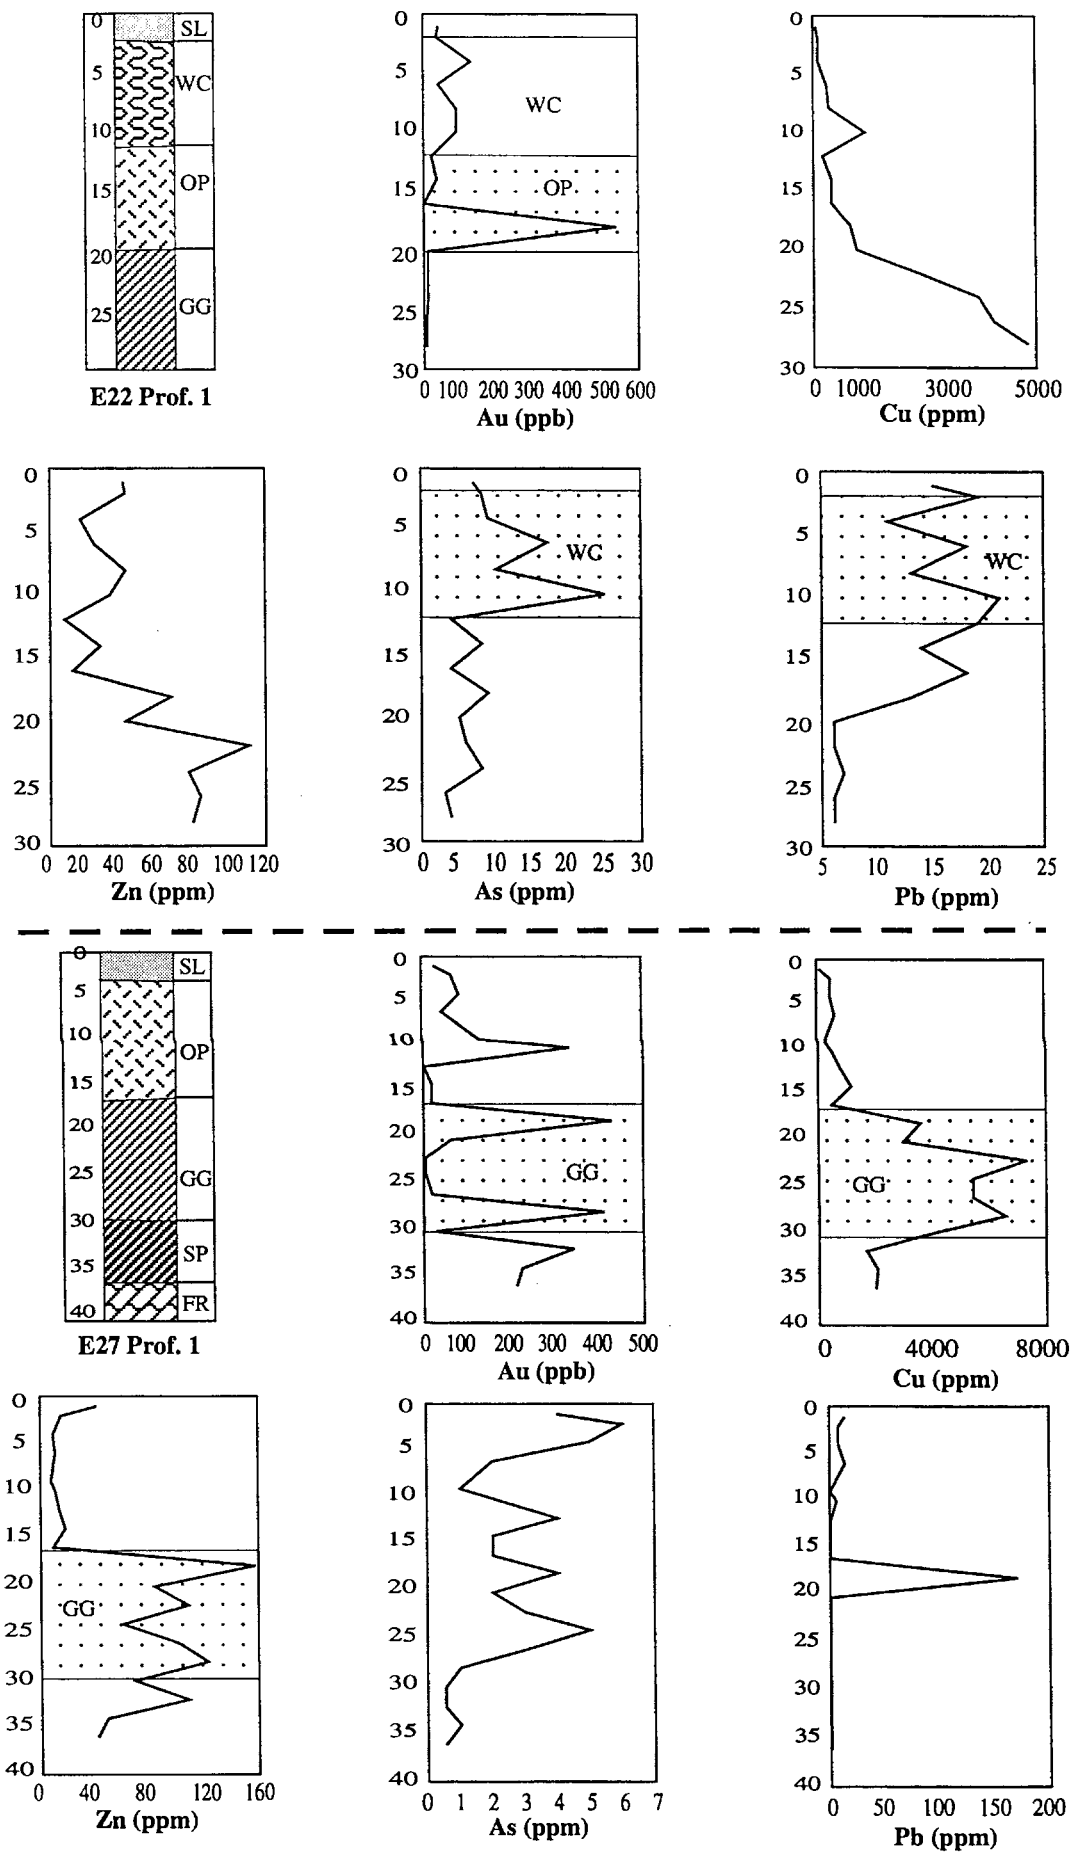 0 SL
5 WC
10
15 OP
20
25 GG
E22 Prof. 1
0
5
WC
10
15 OP
20
25
30
0 100 200 300 400 500 600
Au (ppb)
0
5
10
15
20
25
30
0 1000 3000 5000
Cu (ppm)
0
5
10
15
20
25
30
0 20 40 60 80 100 120
Zn (ppm)
0
5
WC
10
15
20
25
30
0 5 10 15 20 25 30
As (ppm)
0
5
WC
10
15
20
25
30
5 10 15 20 25
Pb (ppm)
0 SL
5
10
OP
15
20
25 GG
30
SP
35
40 FR
E27 Prof. 1
0
5
10
15
20
25 GG
30
35
40
0 100 200 300 400 500
Au (ppb)
0
5
10
15
20
25 GG
30
35
40
0 4000 8000
Cu (ppm)
0
5
10
15
20
GG
25
30
35
40
0 40 80 120 160
Zn (ppm)
0
5
10
15
20
25
30
35
40
0 1 2 3 4 5 6 7
As (ppm)
0
5
10
15
20
25
30
35
40
0 50 100 150 200
Pb (ppm)